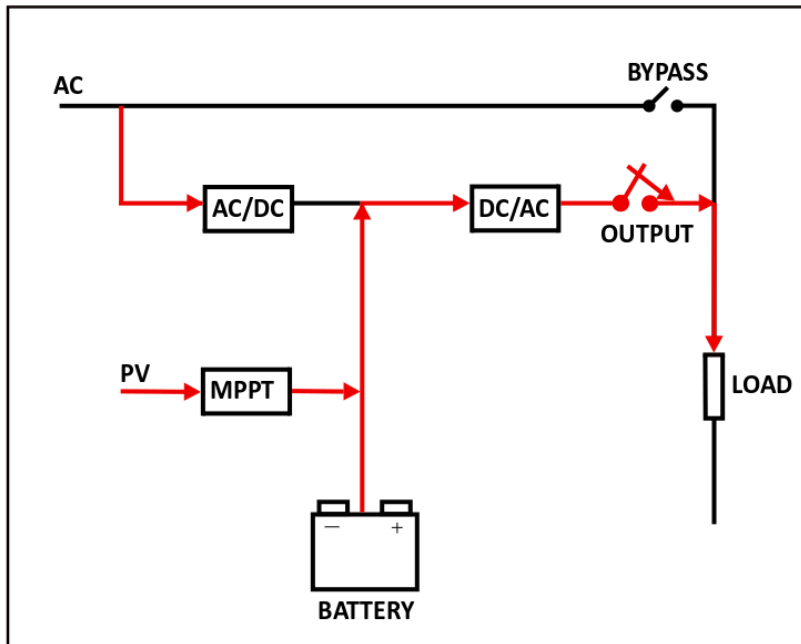 BYPASS
AC
AC/DC
DC/AC
OUTPUT
PV
MPPT
LOAD
— +
BATTERY